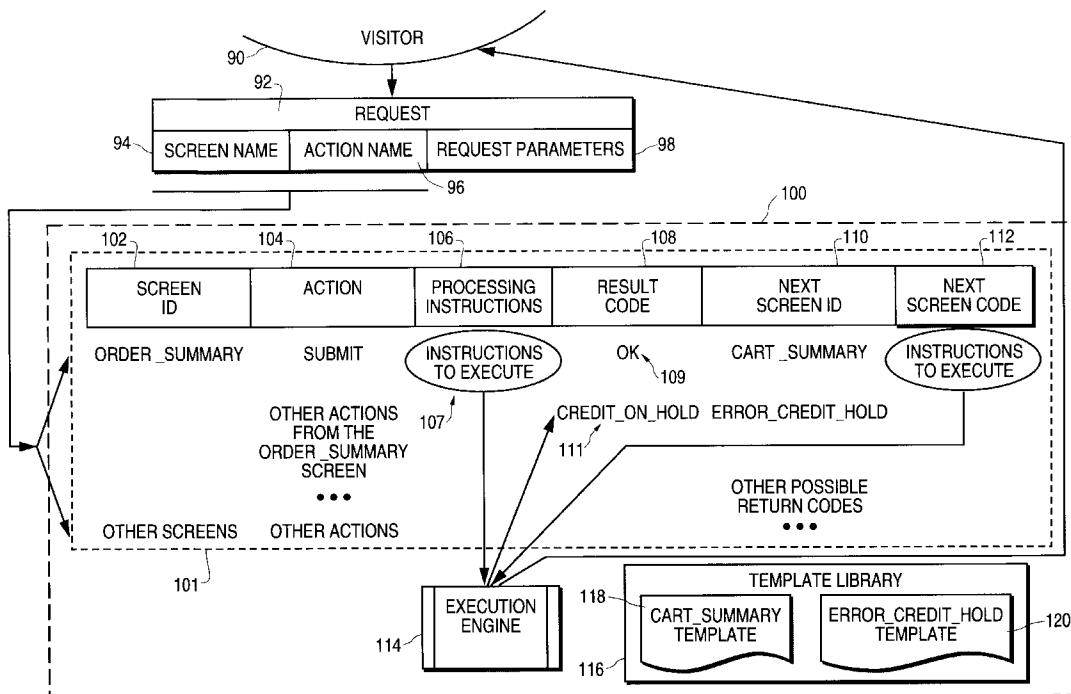 VISITOR
90
92
REQUEST
94
SCREEN NAME
ACTION NAME
REQUEST PARAMETERS
98
96
100
102
104
106
108
110
112
SCREEN
ID
ACTION
PROCESSING
INSTRUCTIONS
RESULT
CODE
NEXT
SCREEN ID
NEXT
SCREEN CODE
ORDER_SUMMARY
SUBMIT
INSTRUCTIONS
TO EXECUTE
OK
109
CART_SUMMARY
INSTRUCTIONS
TO EXECUTE
107
OTHER ACTIONS
FROM THE
ORDER_SUMMARY
SCREEN
•••
CREDIT_ON_HOLD
ERROR_CREDIT_HOLD
111
OTHER POSSIBLE
RETURN CODES
•••
OTHER SCREENS
OTHER ACTIONS
101
EXECUTION
ENGINE
114
TEMPLATE LIBRARY
118
CART_SUMMARY
TEMPLATE
ERROR_CREDIT_HOLD
TEMPLATE
120
116